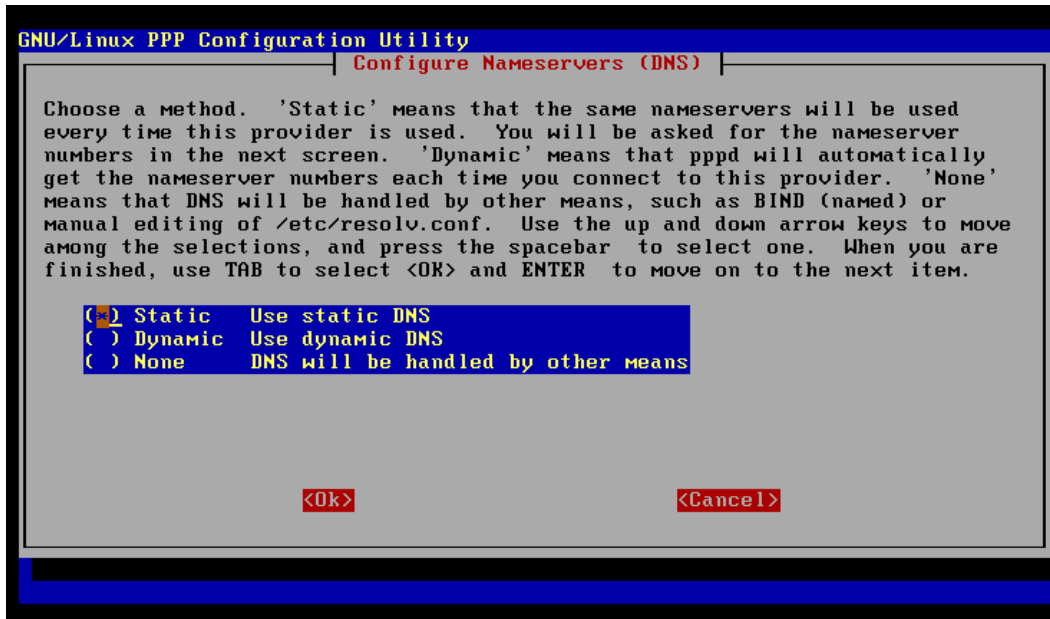 GNU/Linux PPP Configuration Utility
Configure Nameservers (DNS)
Choose a method.  'Static' means that the same nameservers will be used
every time this provider is used.  You will be asked for the nameserver
numbers in the next screen.  'Dynamic' means that pppd will automatically
get the nameserver numbers each time you connect to this provider.  'None'
means that DNS will be handled by other means, such as BIND (named) or
manual editing of /etc/resolv.conf.  Use the up and down arrow keys to move
among the selections, and press the spacebar  to select one.  When you are
finished, use TAB to select <OK> and ENTER  to move on to the next item.
(*) Static   Use static DNS
( ) Dynamic  Use dynamic DNS
( ) None     DNS will be handled by other means
<Ok> <Cancel>